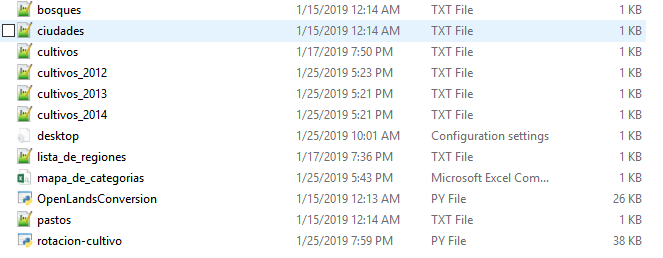 bosques 1/15/2019 12:14 AM TXT File 1 KB
ciudades 1/15/2019 12:14 AM TXT File 1 KB
cultivos 1/17/2019 7:50 PM TXT File 1 KB
cultivos_2012 1/25/2019 5:23 PM TXT File 1 KB
cultivos_2013 1/25/2019 5:21 PM TXT File 1 KB
cultivos_2014 1/25/2019 5:21 PM TXT File 1 KB
desktop 1/25/2019 10:01 AM Configuration settings 1 KB
lista_de_regiones 1/17/2019 7:36 PM TXT File 1 KB
mapa_de_categorias 1/25/2019 5:43 PM Microsoft Excel Com... 1 KB
OpenLandsConversion 1/15/2019 12:13 AM PY File 26 KB
pastos 1/15/2019 12:14 AM TXT File 1 KB
rotacion-cultivo 1/25/2019 7:59 PM PY File 38 KB